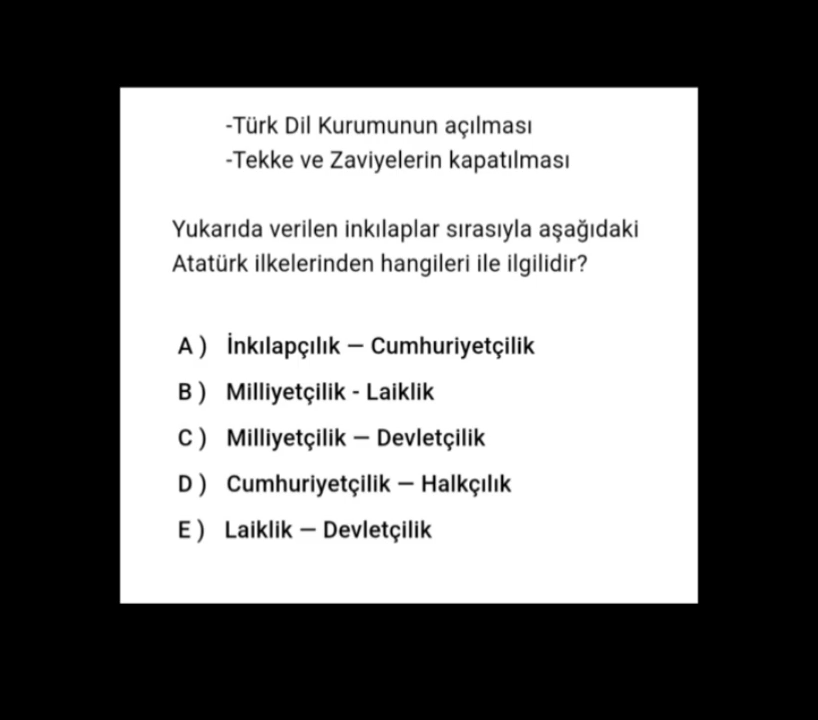 -Türk Dil Kurumunun açılması
-Tekke ve Zaviyelerin kapatılması
Yukarıda verilen inkılaplar sırasıyla aşağıdaki
Atatürk ilkelerinden hangileri ile ilgilidir?
A ) İnkılapçılık – Cumhuriyetçilik
B ) Milliyetçilik - Laiklik
C ) Milliyetçilik – Devletçilik
D ) Cumhuriyetçilik – Halkçılık
E ) Laiklik – Devletçilik